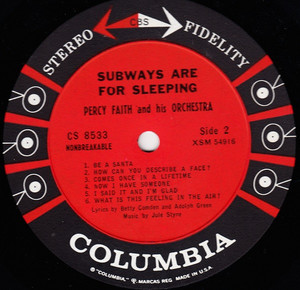 CBS
STEREO FIDELITY
SUBWAYS ARE
FOR SLEEPING
PERCY FAITH and his ORCHESTRA
CS 8533 Side 2
NONBREAKABLE XSM 54916
1. BE A SANTA
2. HOW CAN YOU DESCRIBE A FACE?
3. COMES ONCE IN A LIFETIME
4. NOW I HAVE SOMEONE
5. I SAID IT AND I'M GLAD
6. WHAT IS THIS FEELING IN THE AIR?
Lyrics by Betty Comden and Adolph Green
Music by Jule Styne
COLUMBIA
® "COLUMBIA," MARCAS REG. MADE IN U.S.A.